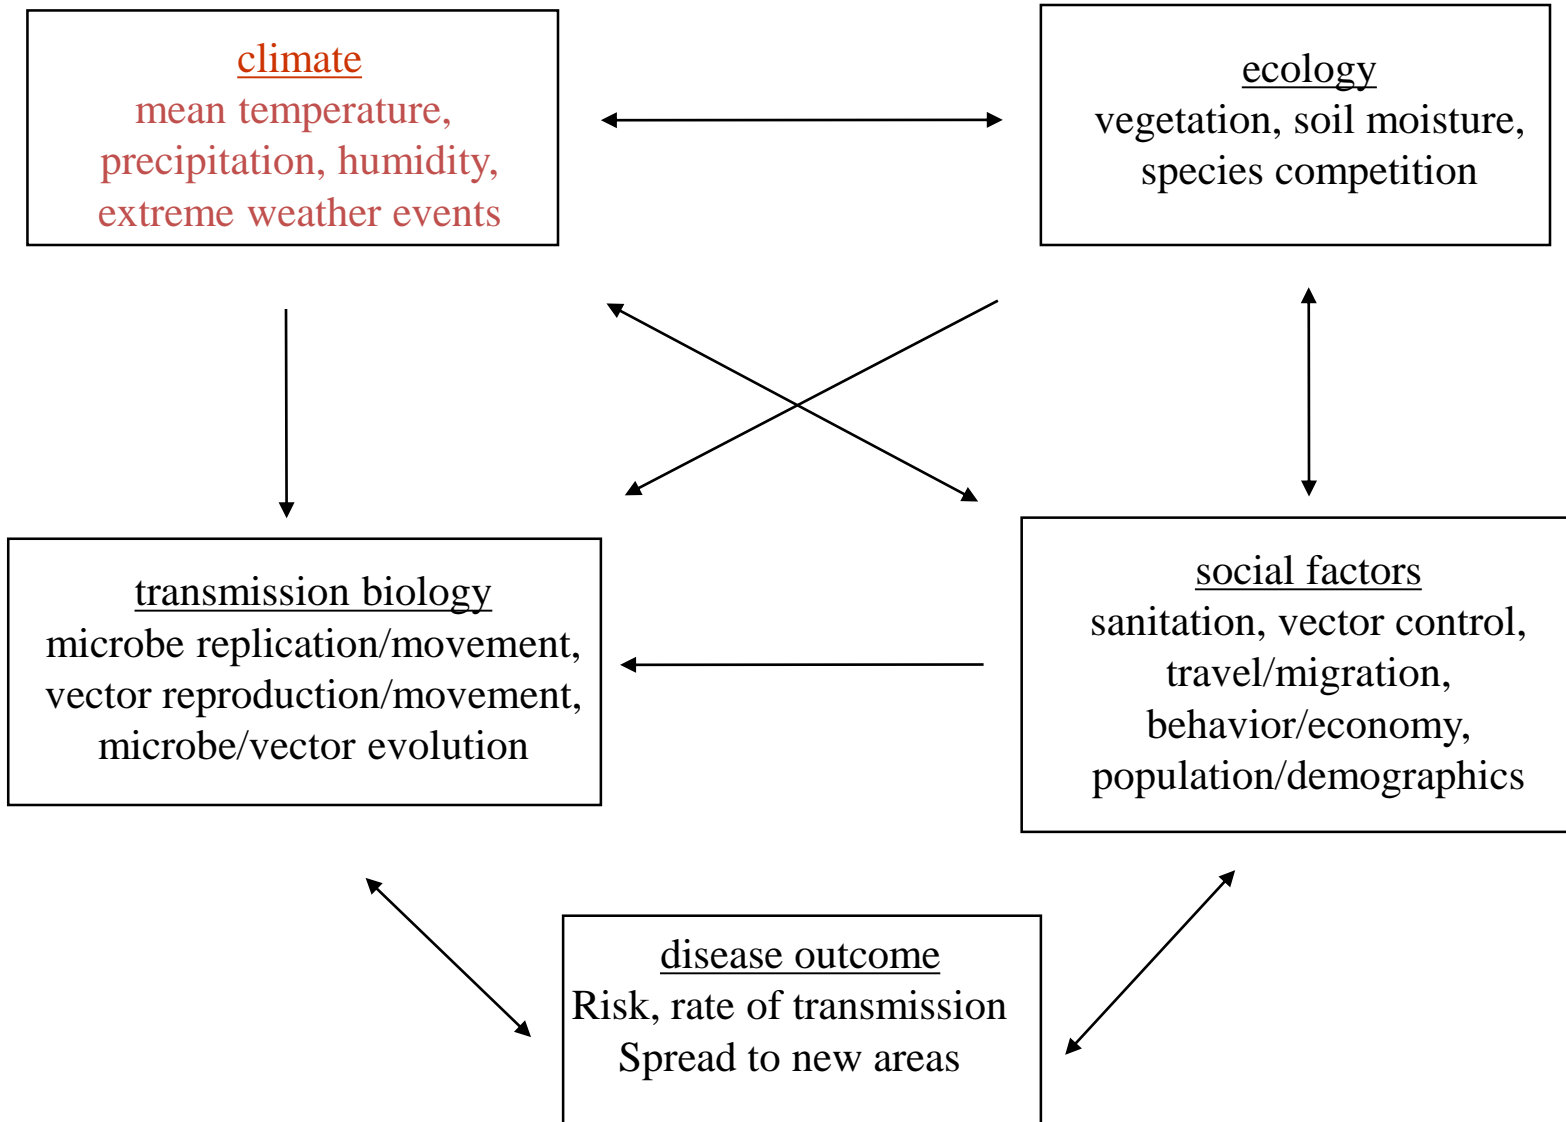 climate
mean temperature,
precipitation, humidity,
extreme weather events
ecology
vegetation, soil moisture,
species competition
transmission biology
microbe replication/movement,
vector reproduction/movement,
microbe/vector evolution
social factors
sanitation, vector control,
travel/migration,
behavior/economy,
population/demographics
disease outcome
Risk, rate of transmission
Spread to new areas